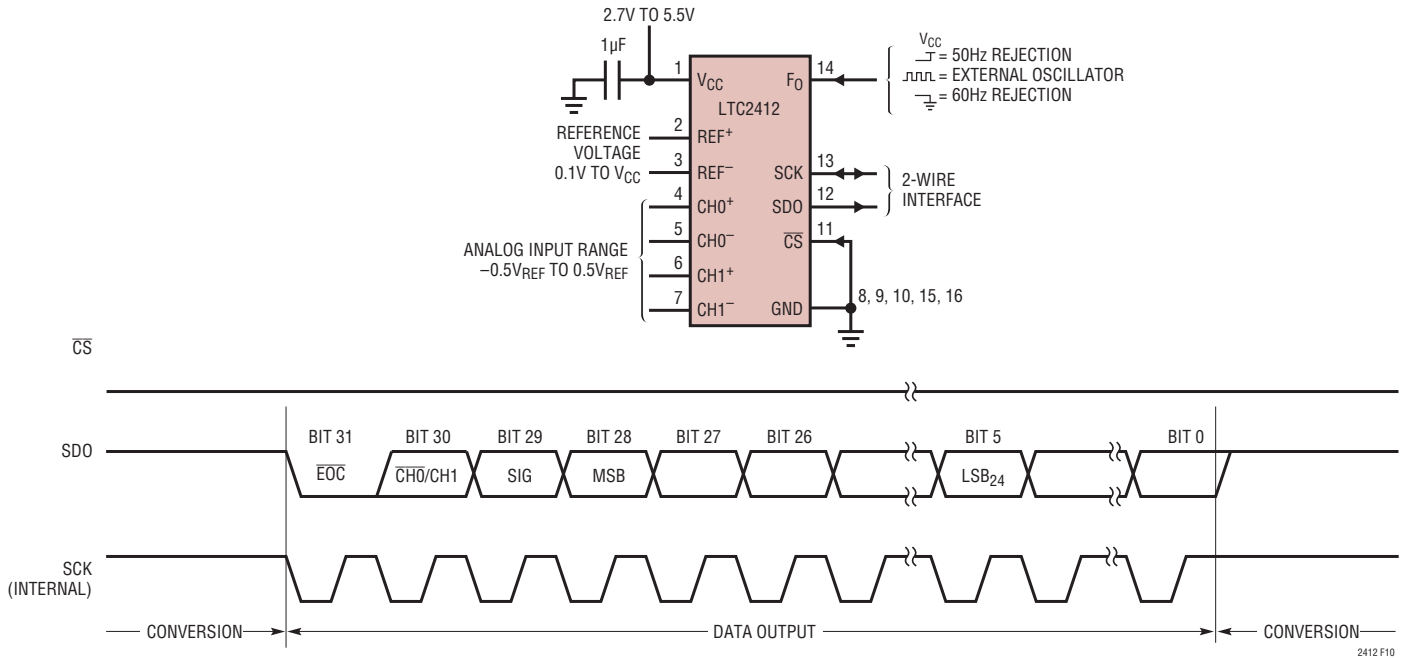 2.7V TO 5.5V
1µF
1
VCC
LTC2412
FO
14
VCC
= 50Hz REJECTION
= EXTERNAL OSCILLATOR
= 60Hz REJECTION
REFERENCE
VOLTAGE
0.1V TO VCC
2
REF+
3
REF–
SCK
13
SDO
12
2-WIRE
INTERFACE
4
CH0+
5
CH0–
CS
11
ANALOG INPUT RANGE
–0.5VREF TO 0.5VREF
6
CH1+
7
CH1–
GND
8, 9, 10, 15, 16
CS
SDO
BIT 31
BIT 30
BIT 29
BIT 28
BIT 27
BIT 26
BIT 5
BIT 0
EOC
CH0/CH1
SIG
MSB
LSB24
SCK
(INTERNAL)
CONVERSION
DATA OUTPUT
CONVERSION
2412 F10